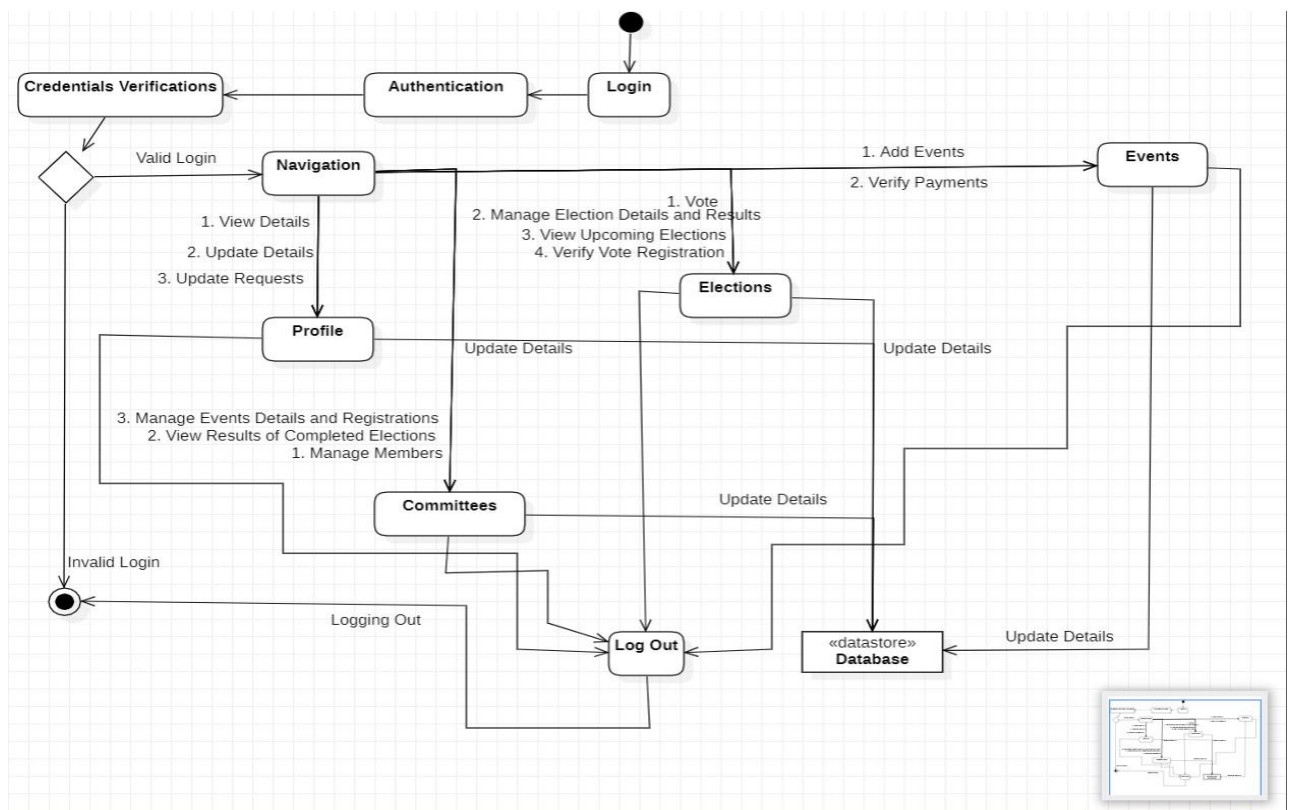 Credentials Verifications
Authentication
Login
Valid Login
Navigation
1. Add Events
Events
2. Verify Payments
1. View Details
2. Update Details
3. Update Requests
1. Vote
2. Manage Election Details and Results
3. View Upcoming Elections
4. Verify Vote Registration
Elections
Profile
Update Details
Update Details
3. Manage Events Details and Registrations
2. View Results of Completed Elections
1. Manage Members
Committees
Update Details
Invalid Login
Logging Out
Log Out
«datastore»
Database
Update Details